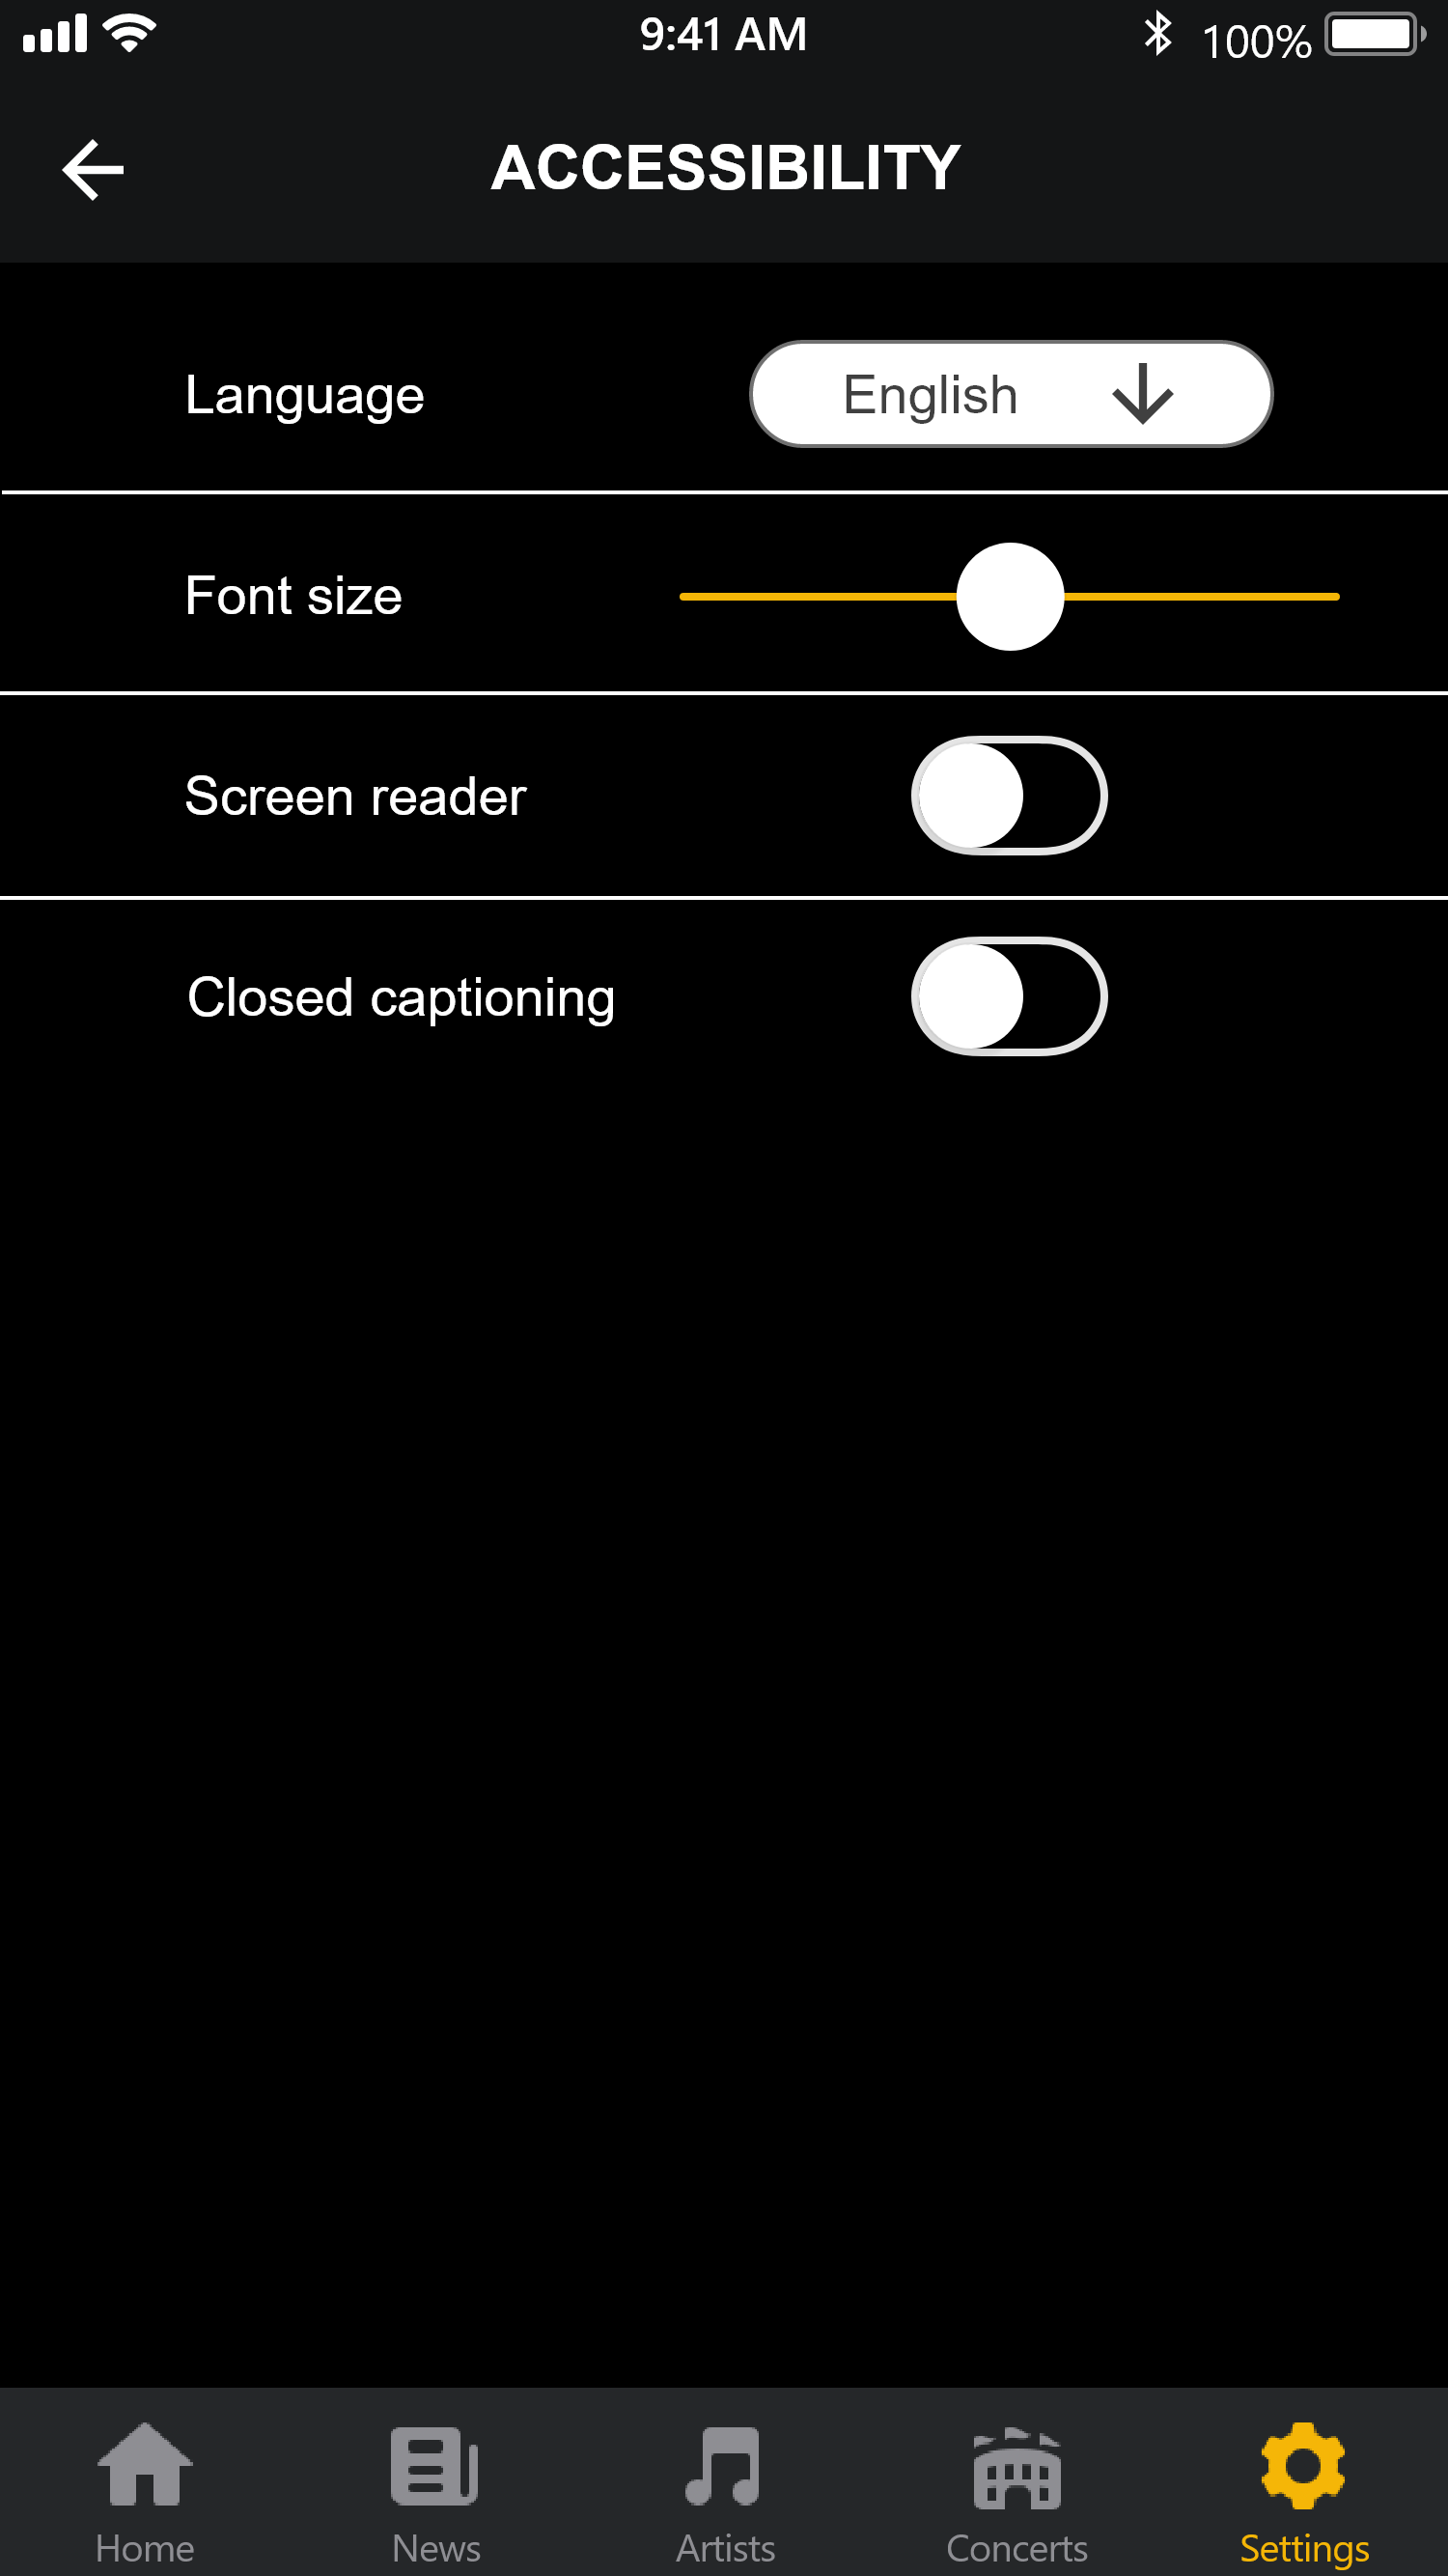 9:41 AM 100%
ACCESSIBILITY
Language English
Font size
Screen reader
Closed captioning
Home News Artists Concerts Settings